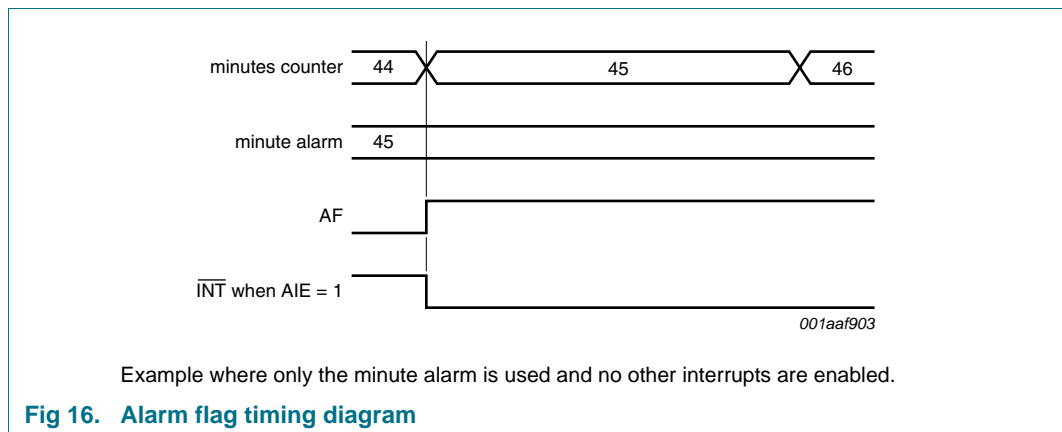 minutes counter 44 45 46
minute alarm 45
AF
INT when AIE = 1
001aaf903
Example where only the minute alarm is used and no other interrupts are enabled.
Fig 16. Alarm flag timing diagram